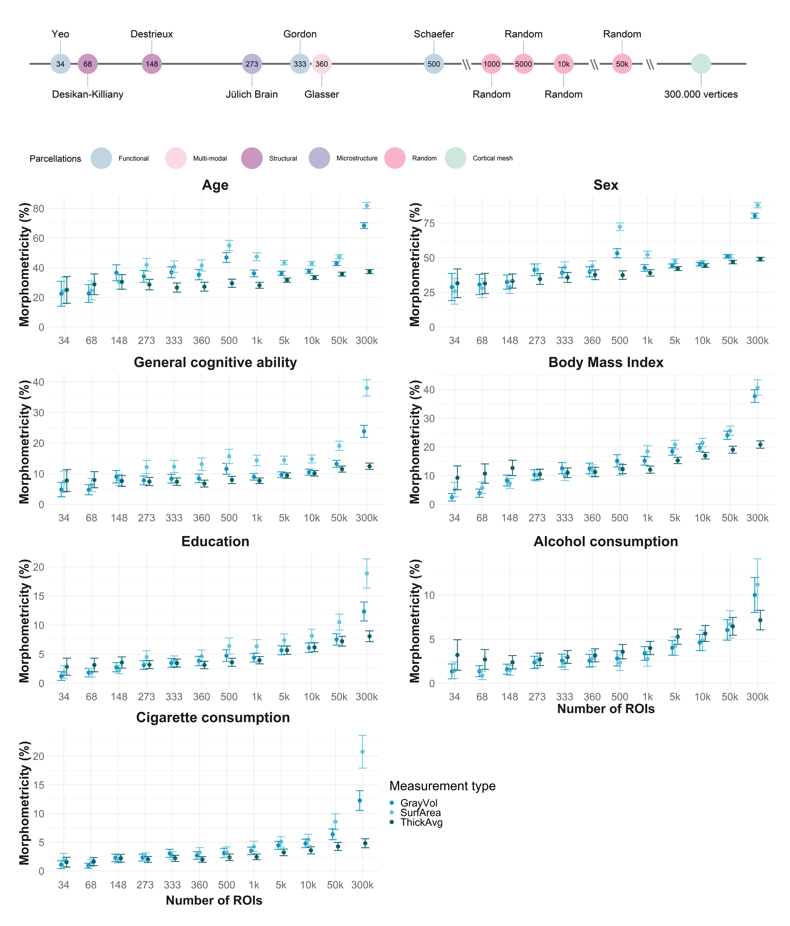 Yeo Destrieux Gordon Schaefer Random Random
34 68 148 273 333 360 500 1000 5000 10k 50k
Desikan-Killiany Jülich Brain Glasser Random Random 300.000 vertices
Parcellations Functional Multi-modal Structural Microstructure Random Cortical mesh
Age
Morphometricity (%)
80
60
40
20
0
34 68 148 273 333 360 500 1k 5k 10k 50k 300k
Sex
Morphometricity (%)
75
50
25
0
34 68 148 273 333 360 500 1k 5k 10k 50k 300k
General cognitive ability
Morphometricity (%)
40
30
20
10
0
34 68 148 273 333 360 500 1k 5k 10k 50k 300k
Body Mass Index
Morphometricity (%)
40
30
20
10
0
34 68 148 273 333 360 500 1k 5k 10k 50k 300k
Education
Morphometricity (%)
20
15
10
5
0
34 68 148 273 333 360 500 1k 5k 10k 50k 300k
Alcohol consumption
Morphometricity (%)
10
5
0
34 68 148 273 333 360 500 1k 5k 10k 50k 300k
Number of ROIs
Cigarette consumption
Morphometricity (%)
20
15
10
5
0
34 68 148 273 333 360 500 1k 5k 10k 50k 300k
Number of ROIs
Measurement type
GrayVol
SurfArea
ThickAvg